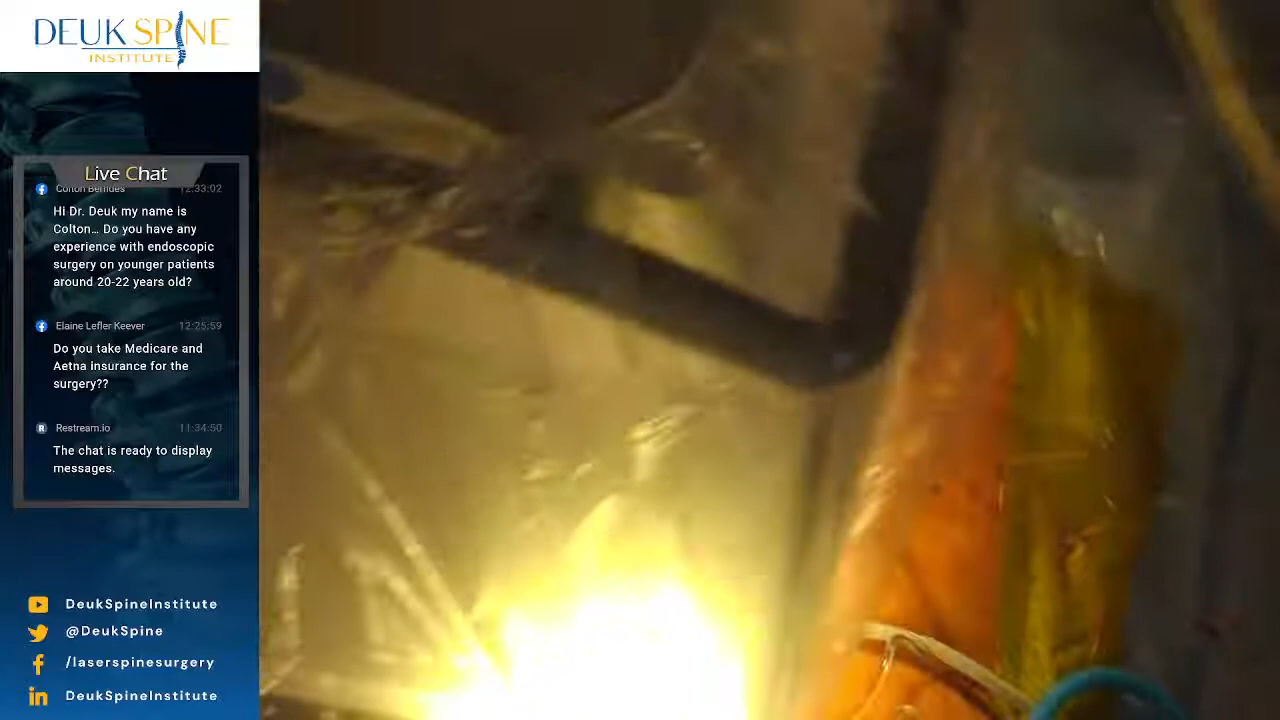 DEUK SPINE
INSTITUTE
Live Chat
Colton Berndes 12:33:02
Hi Dr. Deuk my name is
Colton... Do you have any
experience with endoscopic
surgery on younger patients
around 20-22 years old?
Elaine Lefler Keever 12:25:59
Do you take Medicare and
Aetna insurance for the
surgery??
Restream.io 11:34:50
The chat is ready to display
messages.
DeukSpineInstitute
@DeukSpine
/laserspinesurgery
DeukSpineInstitute